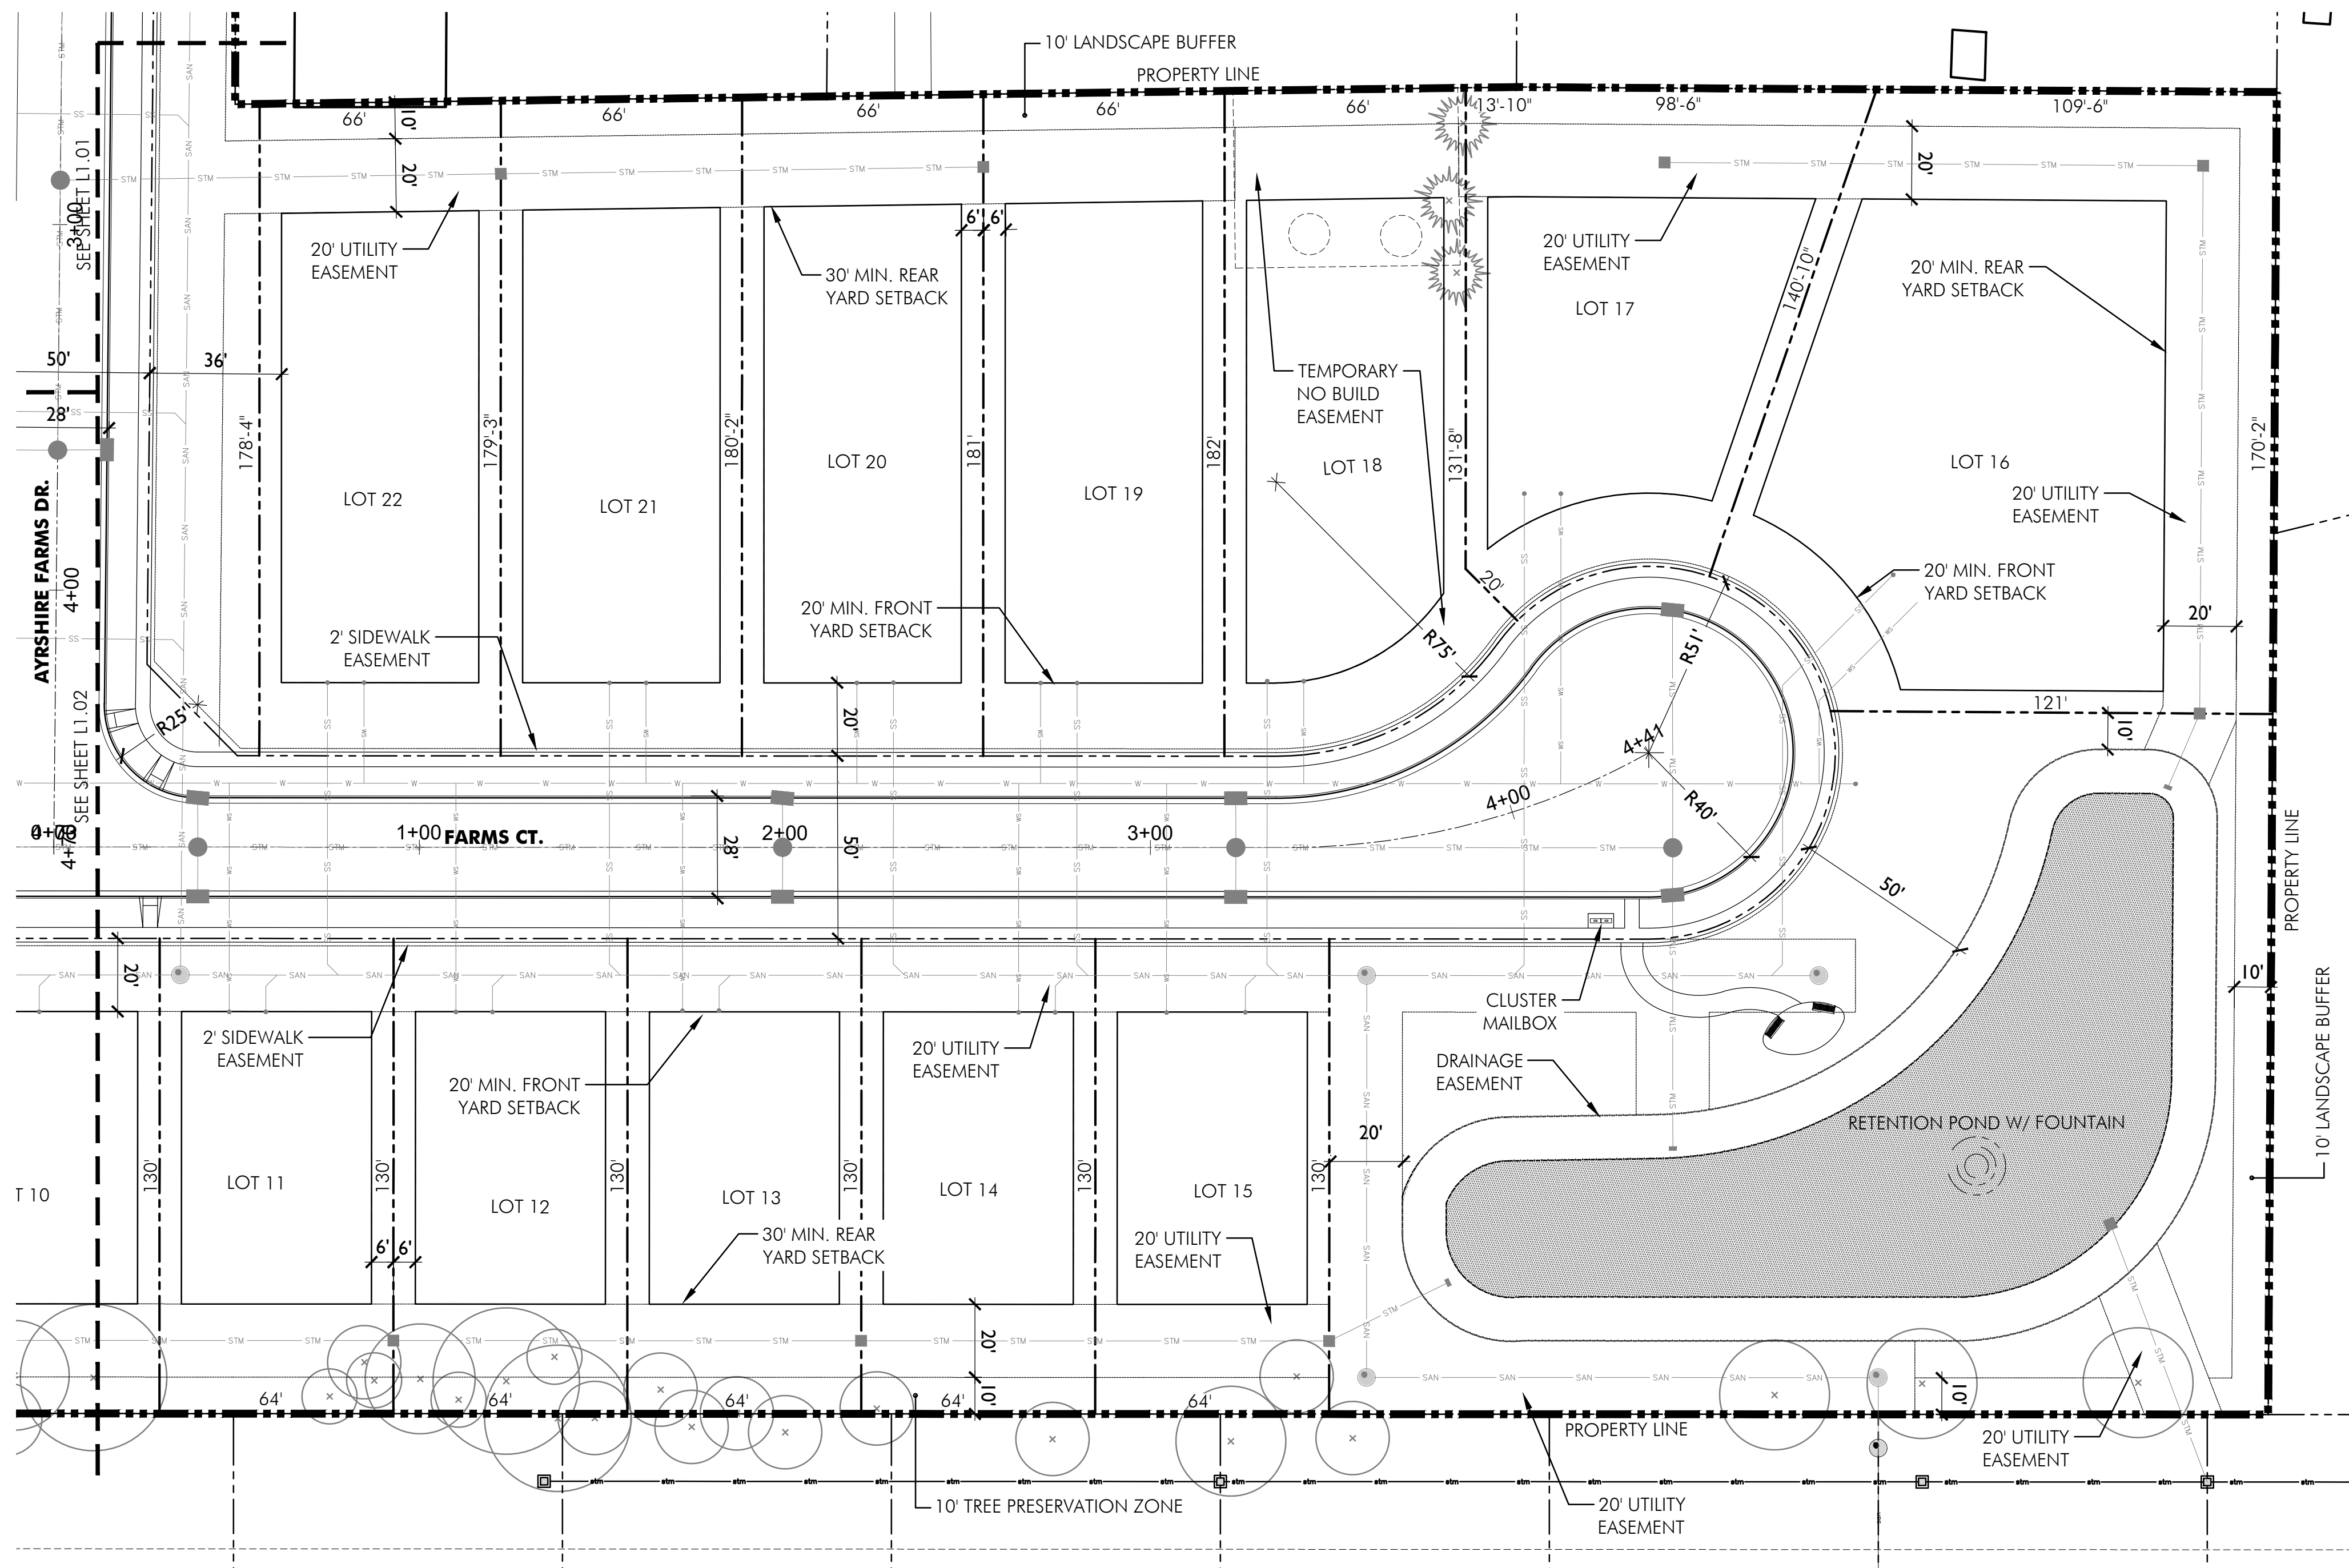 10' LANDSCAPE BUFFER
PROPERTY LINE
66'
66'
66'
66'
66'
13'-10"
98'-6"
109'-6"
10'
20'
20'
STM
SAN
SS
SEE SHEET L1.01
3+00
20' UTILITY
EASEMENT
30' MIN. REAR
YARD SETBACK
6'
6'
20' UTILITY
EASEMENT
LOT 17
140'-10"
20' MIN. REAR
YARD SETBACK
50'
36'
28'
TEMPORARY
NO BUILD
EASEMENT
178'-4"
179'-3"
180'-2"
181'
182'
131'-8"
170'-2"
LOT 22
LOT 21
LOT 20
LOT 19
LOT 18
LOT 16
20' UTILITY
EASEMENT
AYRSHIRE FARMS DR.
4+00
20' MIN. FRONT
YARD SETBACK
20'
20' MIN. FRONT
YARD SETBACK
2' SIDEWALK
EASEMENT
R75'
R51'
20'
121'
10'
R25'
SEE SHEET L1.02
20'
4+41
R40'
4+00
W
WS
1+00
FARMS CT.
2+00
3+00
28'
50'
50'
PROPERTY LINE
10'
10' LANDSCAPE BUFFER
20'
2' SIDEWALK
EASEMENT
20' MIN. FRONT
YARD SETBACK
20' UTILITY
EASEMENT
CLUSTER
MAILBOX
DRAINAGE
EASEMENT
RETENTION POND W/ FOUNTAIN
20'
T 10
130'
LOT 11
130'
LOT 12
130'
LOT 13
130'
LOT 14
130'
LOT 15
130'
6'
6'
30' MIN. REAR
YARD SETBACK
20' UTILITY
EASEMENT
20'
10'
64'
64'
64'
64'
64'
10'
PROPERTY LINE
20' UTILITY
EASEMENT
stm
10' TREE PRESERVATION ZONE
20' UTILITY
EASEMENT